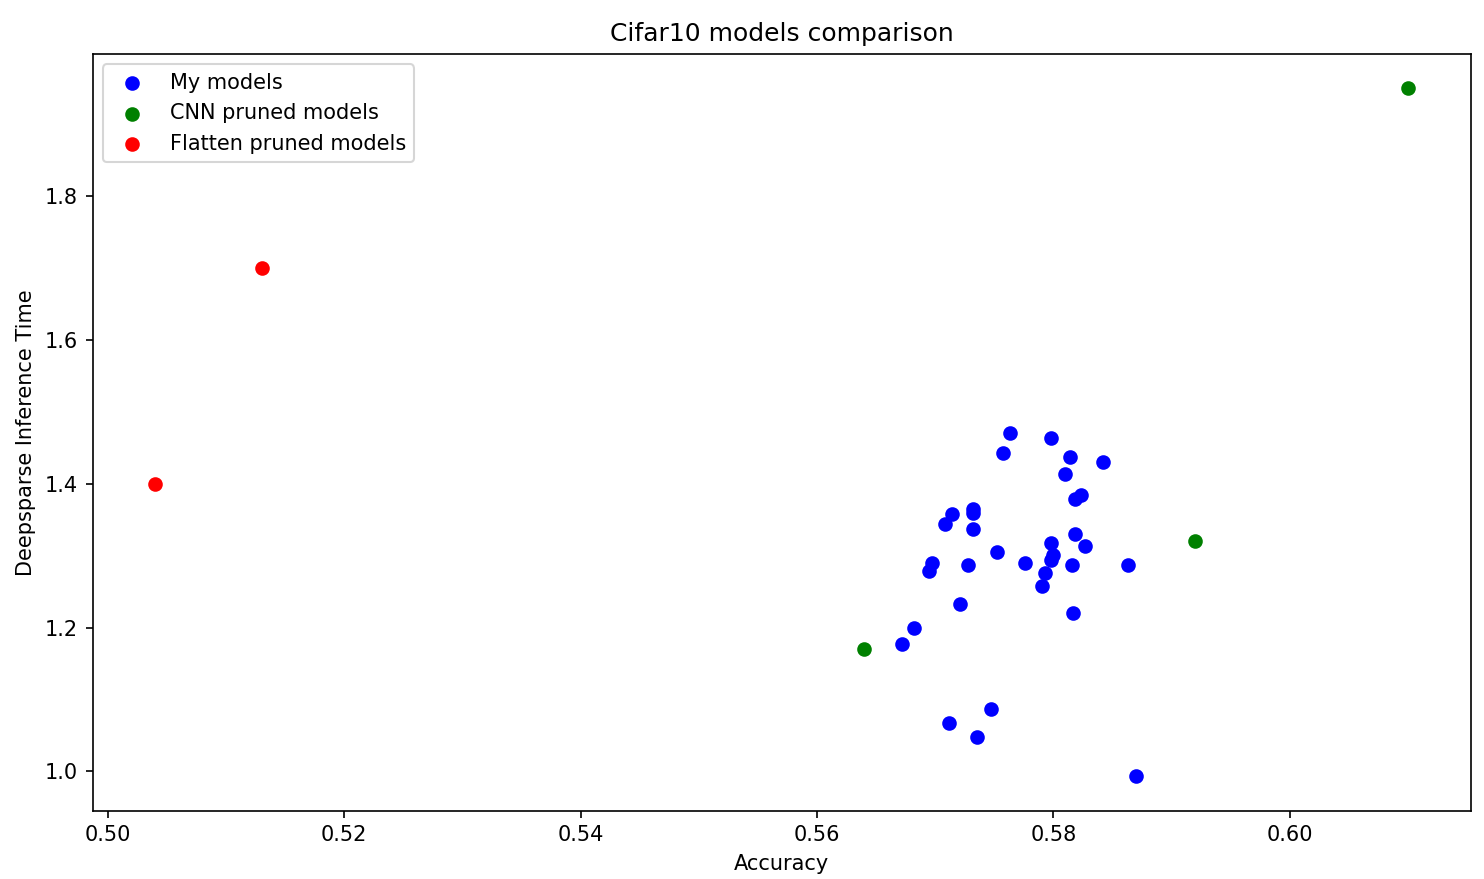 Cifar10 models comparison
My models
CNN pruned models
Flatten pruned models
1.8
1.6
1.4
1.2
1.0
Deepsparse Inference Time
0.50 0.52 0.54 0.56 0.58 0.60
Accuracy